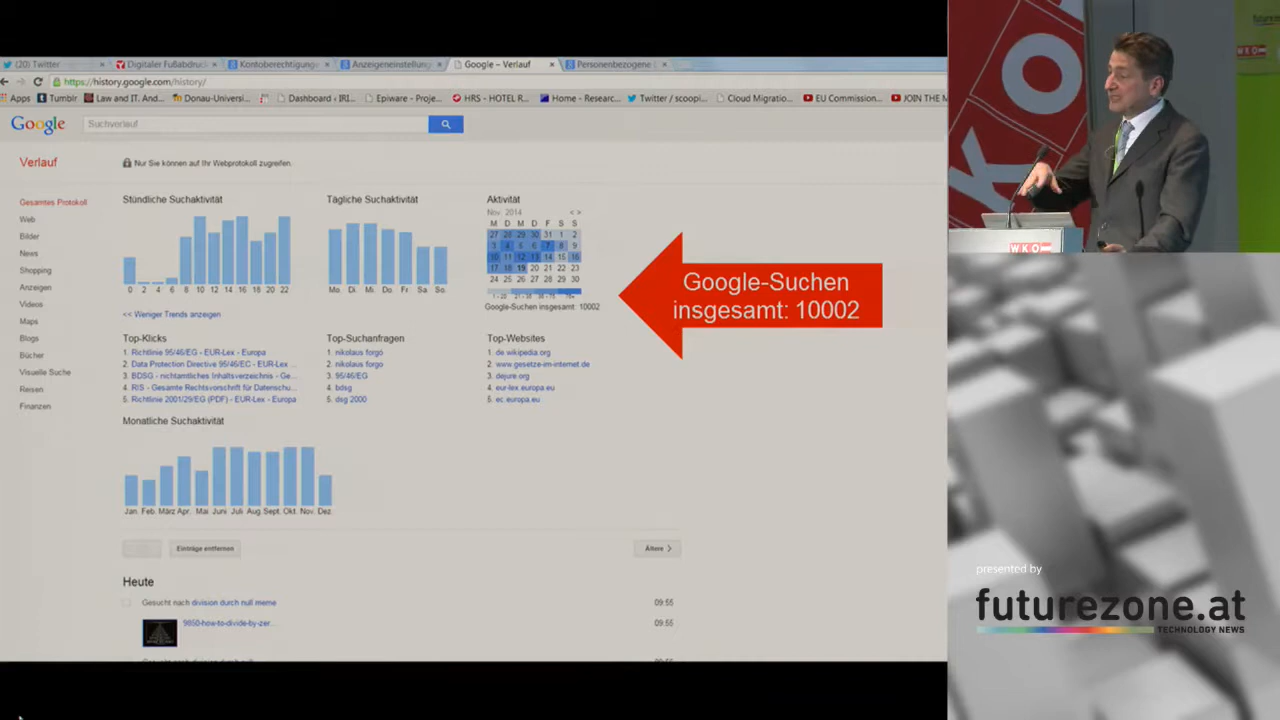 (20) Twitter
Digitaler Fußabdruc
Kontoberechtigunge
Anzeigeneinstellung
Google – Verlauf
Personenbezogene
https://history.google.com/history/
Apps
Tumblr
Law and IT. And...
Donau-Universi...
Dashboard ‹ IRI...
Epiware - Proje...
HRS - HOTEL R...
Home - Researc...
Twitter / scoopi...
Cloud Migratio...
EU Commission...
JOIN THE M
Google
Suchverlauf
Verlauf
Nur Sie können auf Ihr Webprotokoll zugreifen.
Gesamtes Protokoll
Web
Bilder
News
Shopping
Anzeigen
Videos
Maps
Blogs
Bücher
Visuelle Suche
Reisen
Finanzen
Stündliche Suchaktivität
0 2 4 6 8 10 12 14 16 18 20 22
<< Weniger Trends anzeigen
Tägliche Suchaktivität
Mo. Di. Mi. Do. Fr. Sa. So.
Aktivität
Nov. 2014 < >
M D M D F S S
27 28 29 30 31 1 2
3 4 5 6 7 8 9
10 11 12 13 14 15 16
17 18 19 20 21 22 23
24 25 26 27 28 29 30
Google-Suchen insgesamt: 10002
Google-Suchen
insgesamt: 10002
Top-Klicks
1. Richtlinie 95/46/EG - EUR-Lex - Europa
2. Data Protection Directive 95/46/EC - EUR-Lex ...
3. BDSG - nichtamtliches Inhaltsverzeichnis - Ge...
4. RIS - Gesamte Rechtsvorschrift für Datenschu...
5. Richtlinie 2001/29/EG (PDF) - EUR-Lex - Europa
Top-Suchanfragen
1. nikolaus forgó
2. nikolaus forgo
3. 95/46/EG
4. bdsg
5. dsg 2000
Top-Websites
1. de.wikipedia.org
2. www.gesetze-im-internet.de
3. dejure.org
4. eur-lex.europa.eu
5. ec.europa.eu
Monatliche Suchaktivität
Jan. Feb. März Apr. Mai Juni Juli Aug. Sept. Okt. Nov. Dez.
Einträge entfernen
Ältere >
Heute
Gesucht nach division durch null meme
09:55
9850-how-to-divide-by-zer...
09:55
WKO
WKO
presented by
futurezone.at
TECHNOLOGY NEWS